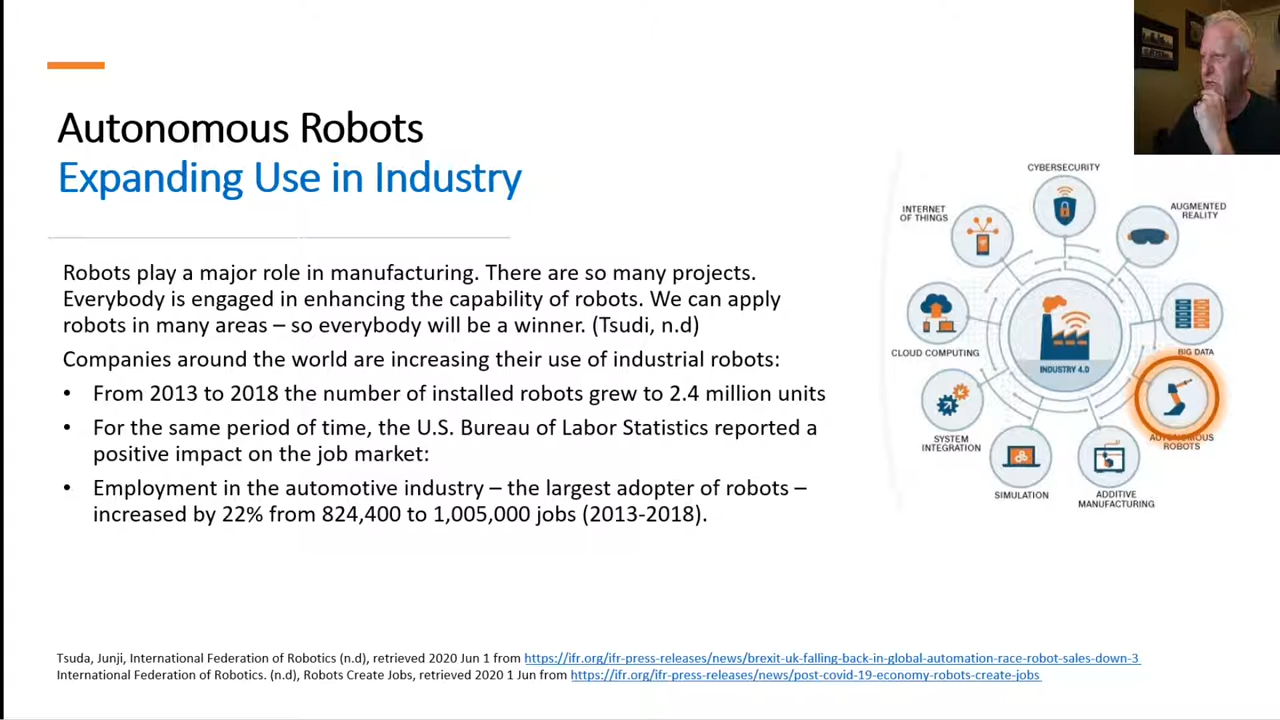 Autonomous Robots
Expanding Use in Industry
Robots play a major role in manufacturing. There are so many projects.
Everybody is engaged in enhancing the capability of robots. We can apply
robots in many areas – so everybody will be a winner. (Tsudi, n.d)
Companies around the world are increasing their use of industrial robots:
• From 2013 to 2018 the number of installed robots grew to 2.4 million units
• For the same period of time, the U.S. Bureau of Labor Statistics reported a
positive impact on the job market:
• Employment in the automotive industry – the largest adopter of robots –
increased by 22% from 824,400 to 1,005,000 jobs (2013-2018).
CYBERSECURITY
INTERNET
OF THINGS
AUGMENTED
REALITY
CLOUD COMPUTING
BIG DATA
INDUSTRY 4.0
SYSTEM
INTEGRATION
AUTONOMOUS
ROBOTS
SIMULATION
ADDITIVE
MANUFACTURING
Tsuda, Junji, International Federation of Robotics (n.d), retrieved 2020 Jun 1 from https://ifr.org/ifr-press-releases/news/brexit-uk-falling-back-in-global-automation-race-robot-sales-down-3
International Federation of Robotics. (n.d), Robots Create Jobs, retrieved 2020 1 Jun from https://ifr.org/ifr-press-releases/news/post-covid-19-economy-robots-create-jobs